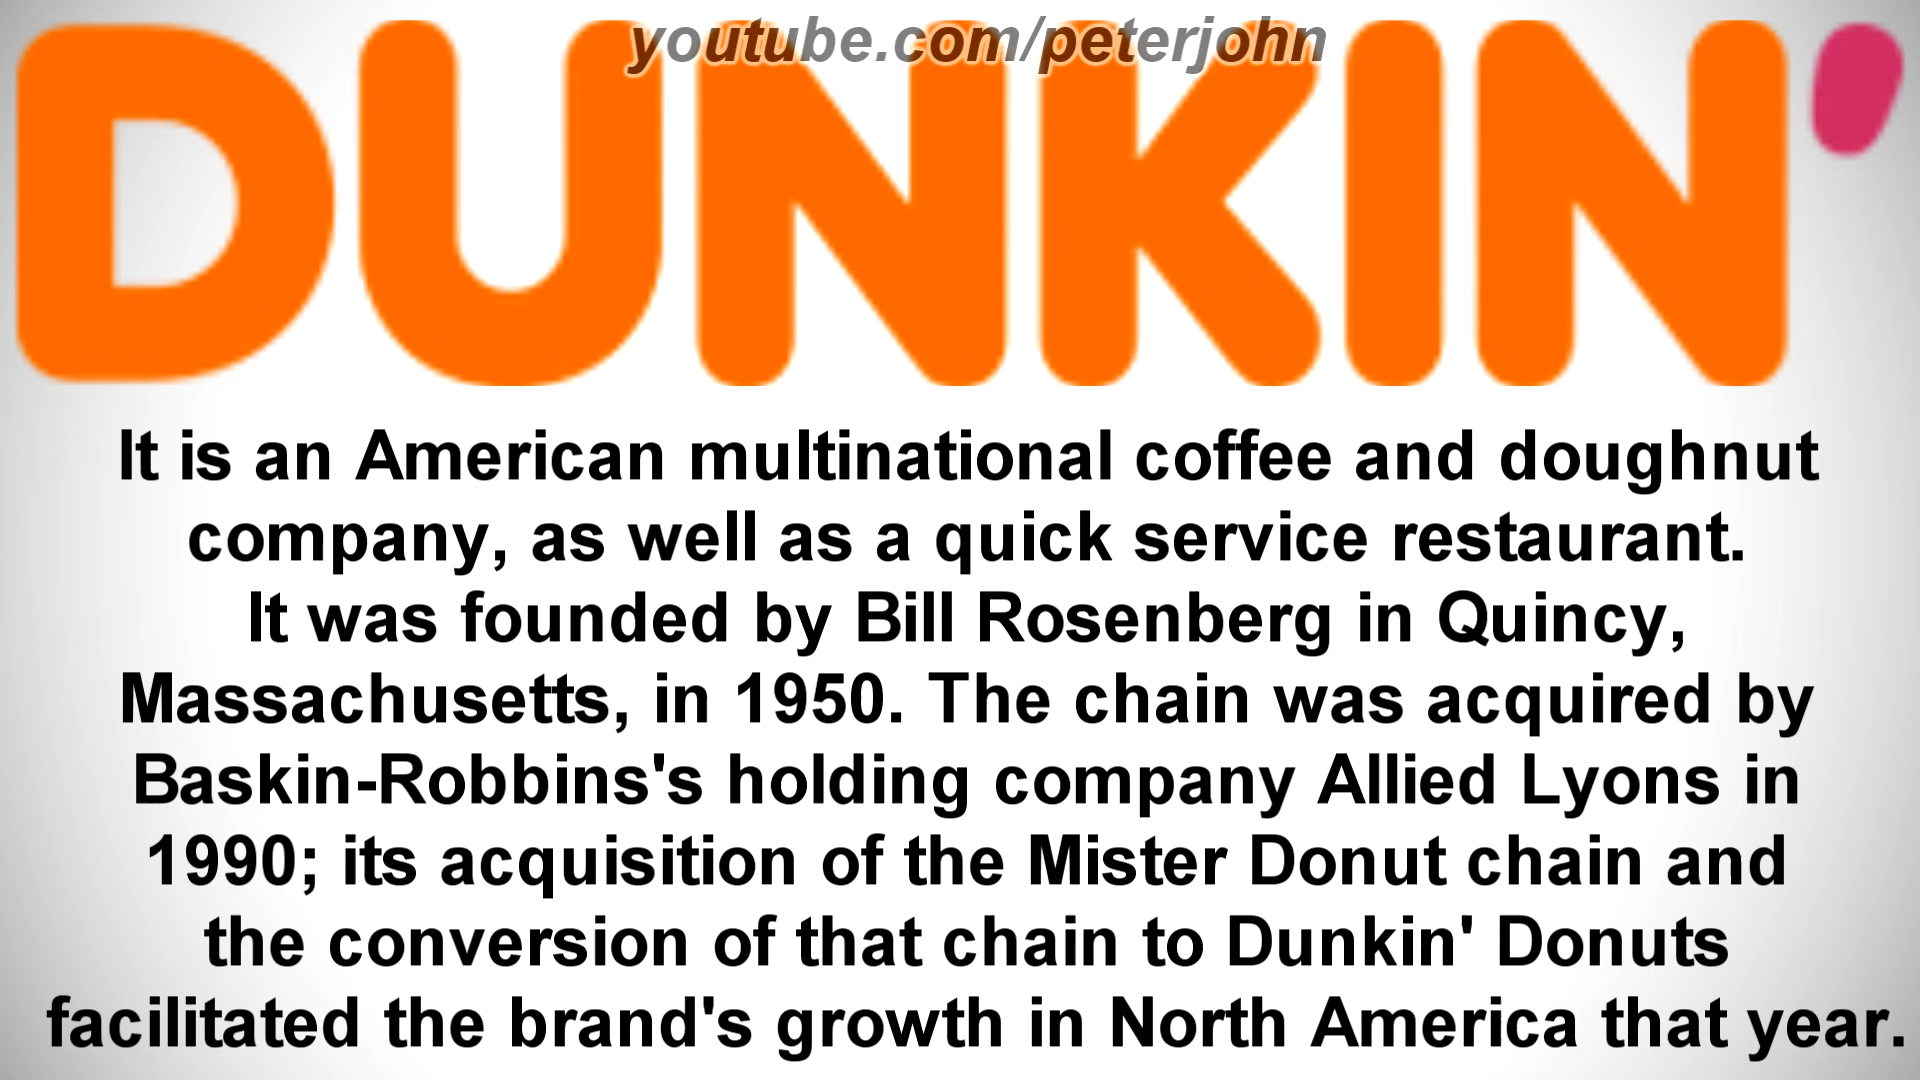 youtube.com/peterjohn
DUNKIN'
It is an American multinational coffee and doughnut
company, as well as a quick service restaurant.
It was founded by Bill Rosenberg in Quincy,
Massachusetts, in 1950. The chain was acquired by
Baskin-Robbins's holding company Allied Lyons in
1990; its acquisition of the Mister Donut chain and
the conversion of that chain to Dunkin' Donuts
facilitated the brand's growth in North America that year.